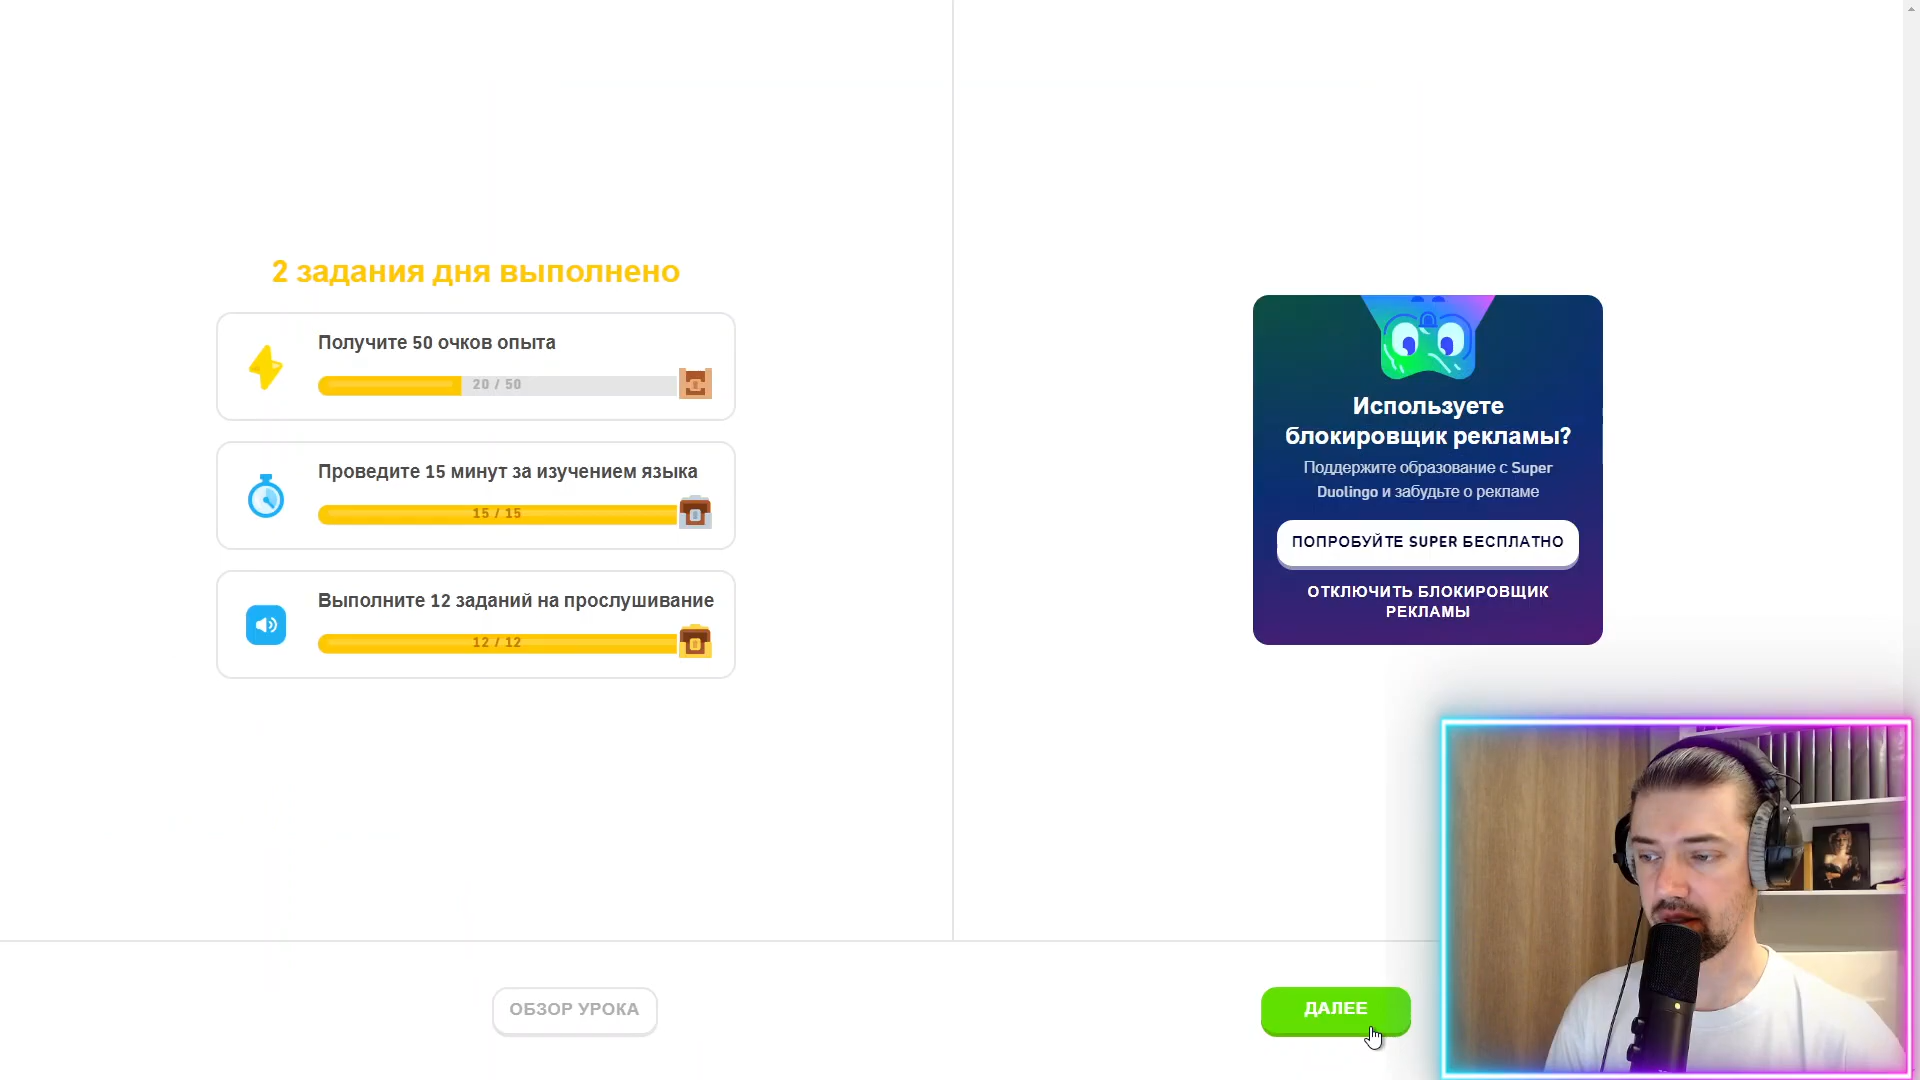 2 задания дня выполнено
Получите 50 очков опыта
20 / 50
Проведите 15 минут за изучением языка
15 / 15
Выполните 12 заданий на прослушивание
12 / 12
Используете
блокировщик рекламы?
Поддержите образование с Super
Duolingo и забудьте о рекламе
ПОПРОБУЙТЕ SUPER БЕСПЛАТНО
ОТКЛЮЧИТЬ БЛОКИРОВЩИК
РЕКЛАМЫ
ОБЗОР УРОКА
ДАЛЕЕ